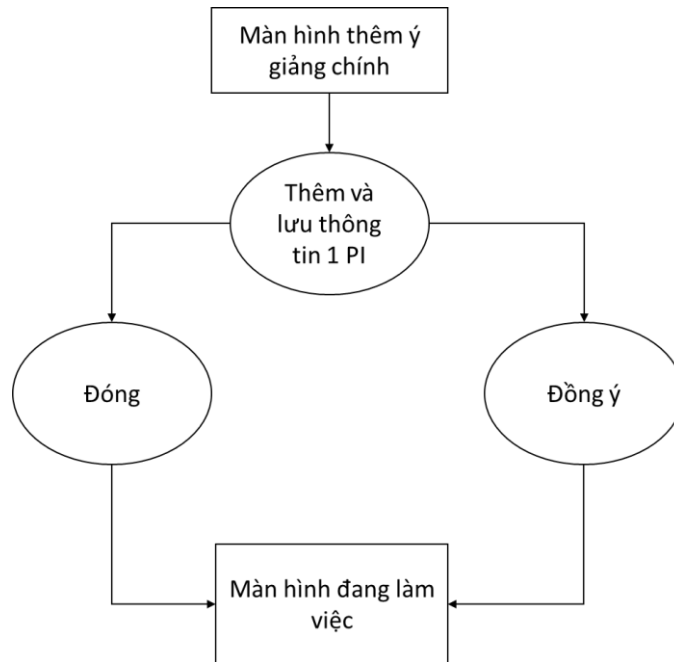 Màn hình thêm ý
giảng chính
Thêm và
lưu thông
tin 1 PI
Đóng
Đồng ý
Màn hình đang làm
việc